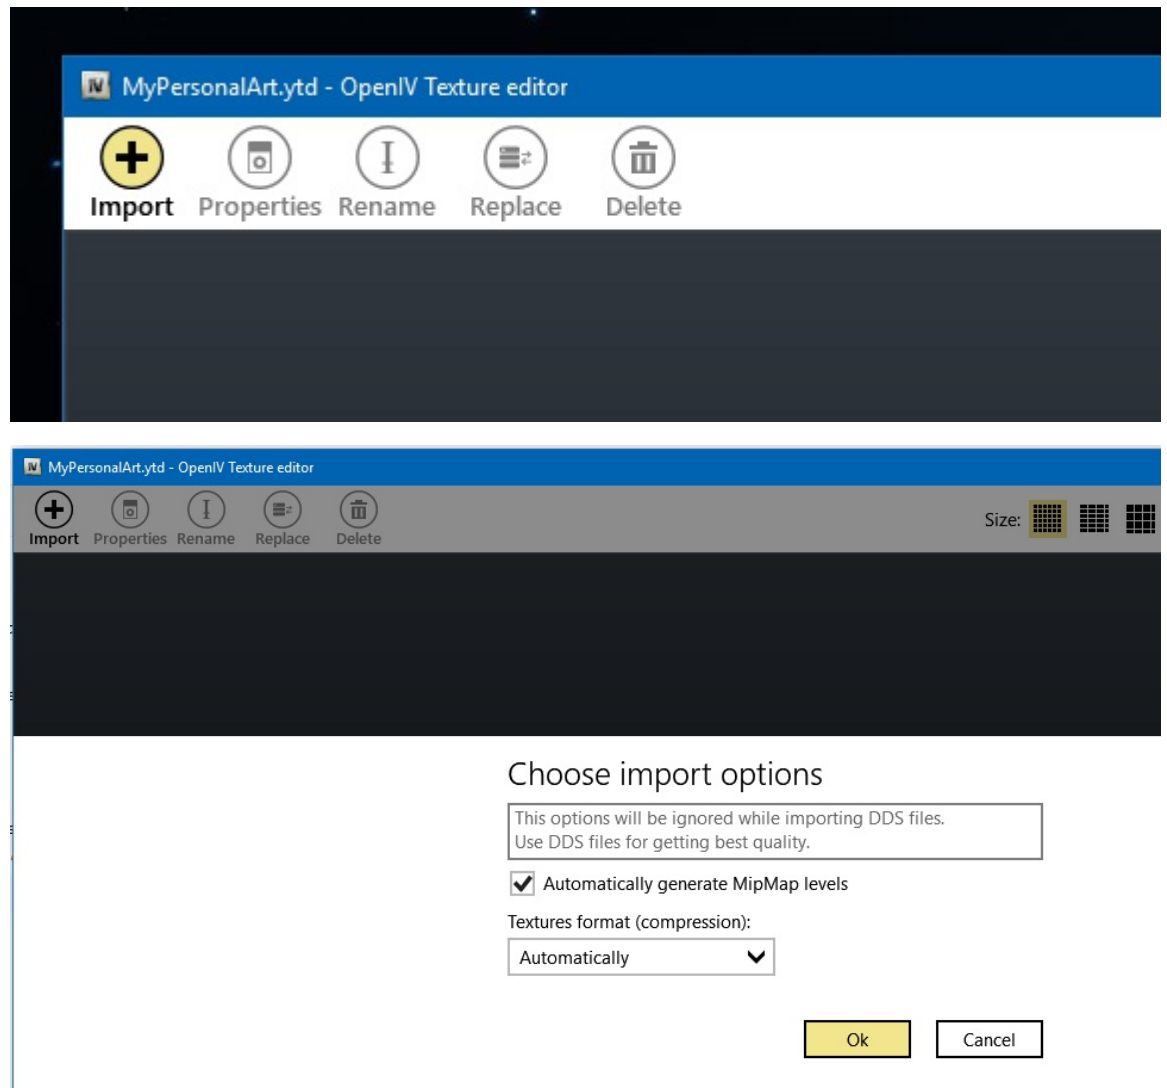 IV MyPersonalArt.ytd - OpenIV Texture editor
Import Properties Rename Replace Delete
IV MyPersonalArt.ytd - OpenIV Texture editor
Size:
Import Properties Rename Replace Delete
Choose import options
This options will be ignored while importing DDS files.
Use DDS files for getting best quality.
Automatically generate MipMap levels
Textures format (compression):
Automatically
Ok Cancel